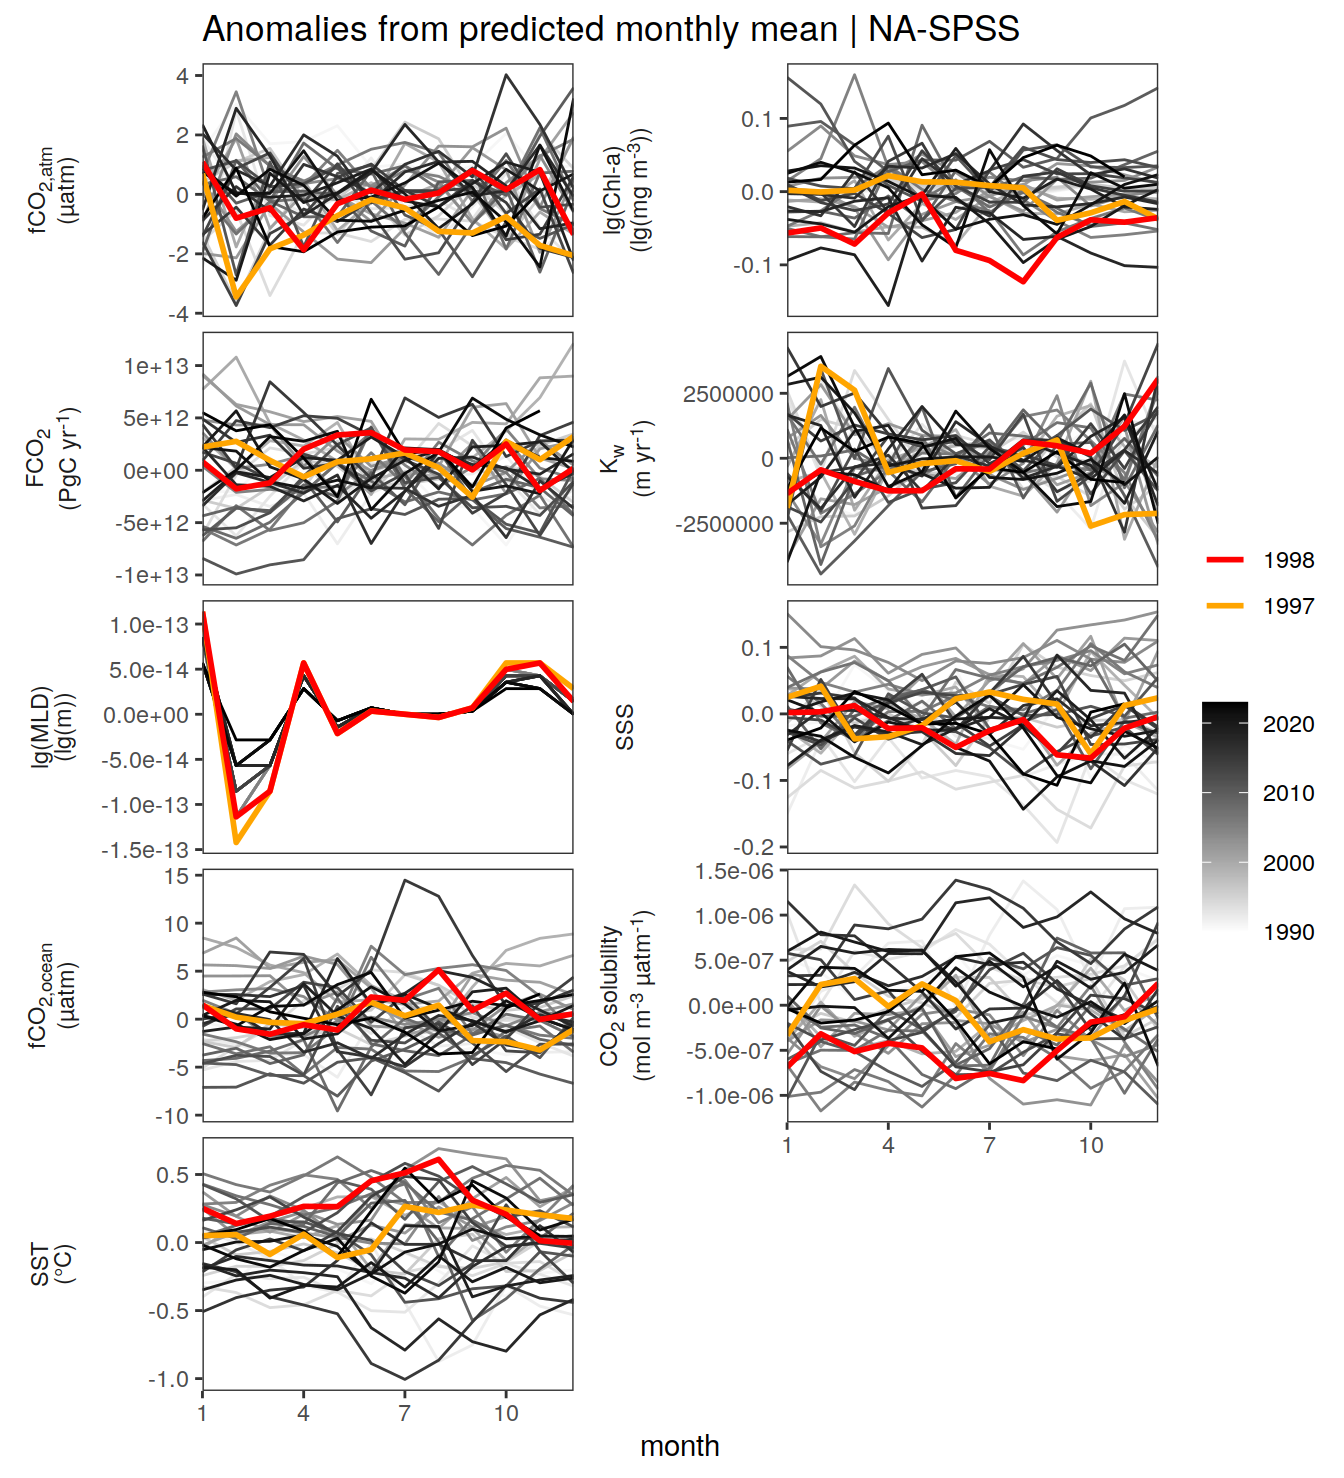 Anomalies from predicted monthly mean | NA-SPSS
fCO2,atm
(µatm)
4
2
0
-2
-4
lg(Chl-a)
(lg(mg m-3))
0.1
0.0
-0.1
FCO2
(PgC yr-1)
1e+13
5e+12
0e+00
-5e+12
-1e+13
Kw
(m yr-1)
2500000
0
-2500000
lg(MLD)
(lg(m))
1.0e-13
5.0e-14
0.0e+00
-5.0e-14
-1.0e-13
-1.5e-13
SSS
0.1
0.0
-0.1
-0.2
fCO2,ocean
(µatm)
15
10
5
0
-5
-10
CO2 solubility
(mol m-3 µatm-1)
1.5e-06
1.0e-06
5.0e-07
0.0e+00
-5.0e-07
-1.0e-06
1 4 7 10
SST
(°C)
0.5
0.0
-0.5
-1.0
1 4 7 10
month
1998
1997
2020
2010
2000
1990